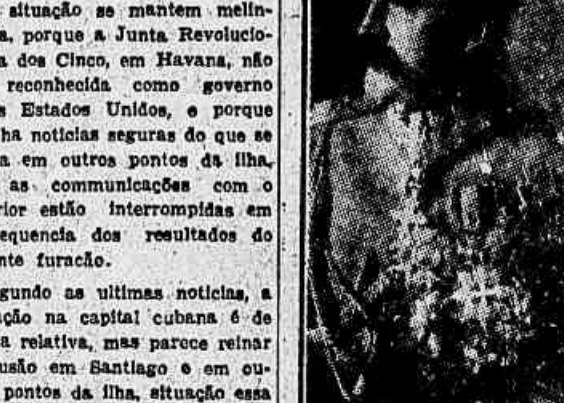 situação se mantem melin-
a, porque a Junta Revolucio-
a dos Cinco, em Havana, não
reconhecida como governo
s Estados Unidos, e porque
ha noticias seguras do que se
a em outros pontos da ilha,
as communicações com o
rior estão interrompidas em
equencia dos resultados do
nte furacão.
gundo as ultimas noticias, a
ção na capital cubana é de
a relativa, mas parece reinar
usão em Santiago e em ou-
pontos da ilha, situação essa